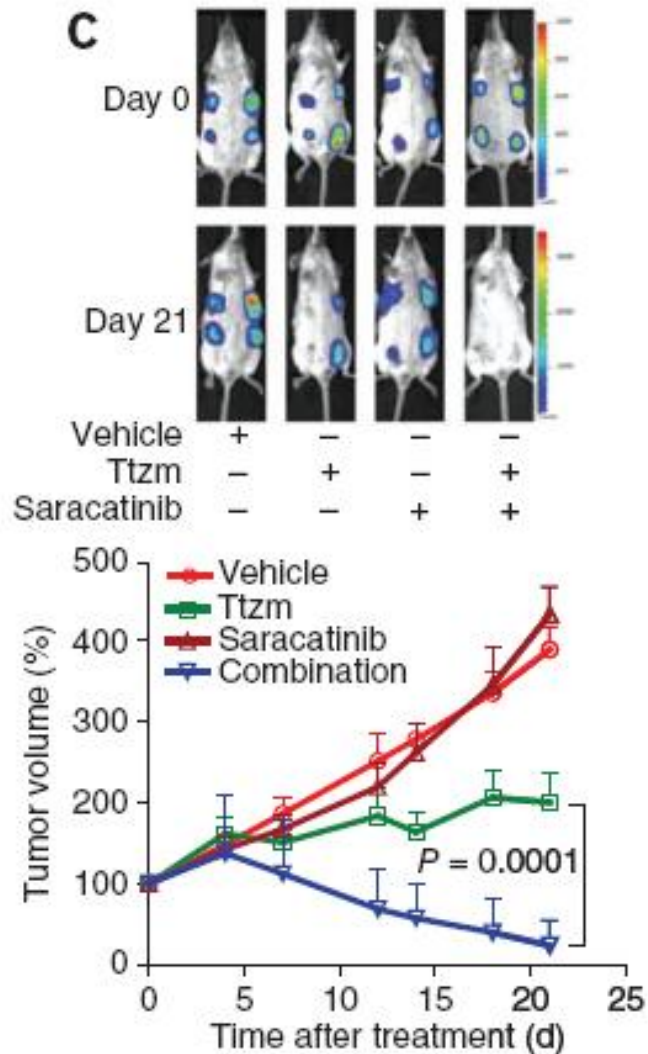 C
Day 0
Day 21
Vehicle + – – –
Ttzm – + – +
Saracatinib – – + +
500
400
300
200
100
0
Tumor volume (%)
Vehicle
Ttzm
Saracatinib
Combination
P = 0.0001
0 5 10 15 20 25
Time after treatment (d)